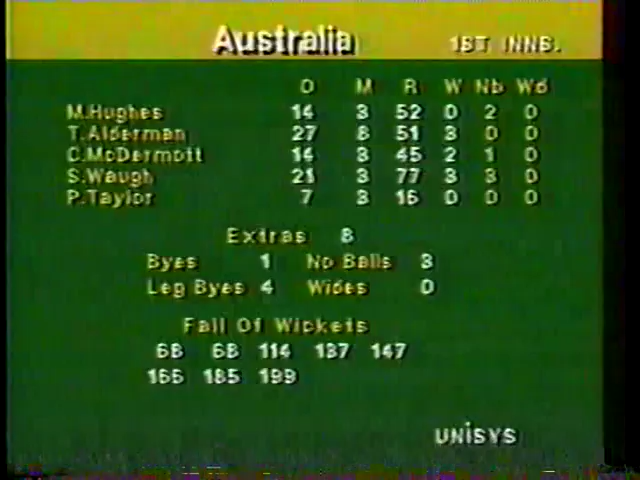 Australia 1ST INNS.
O M R W Nb Wd
M.Hughes 14 3 52 0 2 0
T.Alderman 27 8 51 3 0 0
C.McDermott 14 3 45 2 1 0
S.Waugh 21 3 77 3 3 0
P.Taylor 7 3 16 0 0 0
Extras 8
Byes 1 No Balls 3
Leg Byes 4 Wides 0
Fall Of Wickets
68 68 114 137 147
166 185 199
UNiSYS